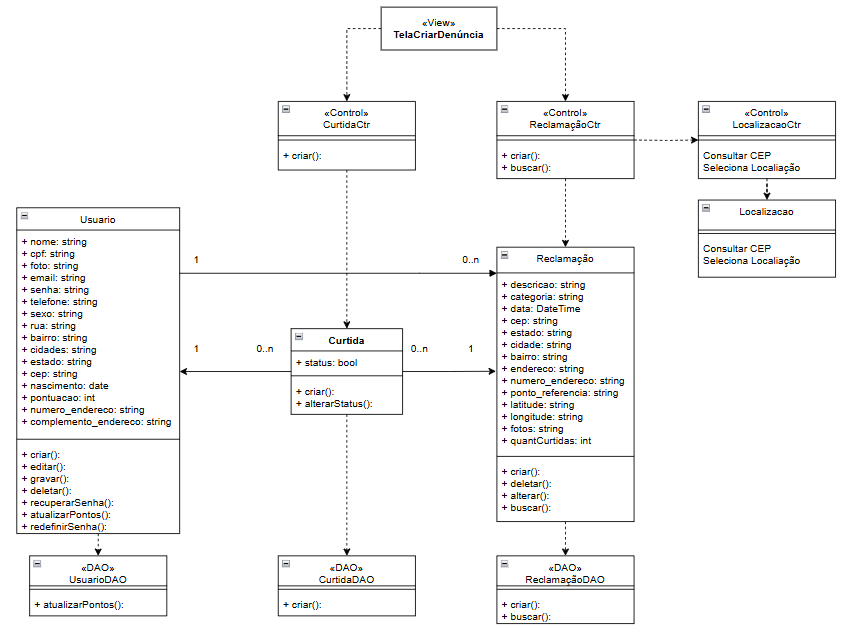 «View»
TelaCriarDenúncia
«Control»
CurtidaCtr
+ criar():
«Control»
ReclamaçãoCtr
+ criar():
+ buscar():
«Control»
LocalizacaoCtr
Consultar CEP
Seleciona Localiação
Localizacao
Consultar CEP
Seleciona Localiação
Usuario
+ nome: string
+ cpf: string
+ foto: string
+ email: string
+ senha: string
+ telefone: string
+ sexo: string
+ rua: string
+ bairro: string
+ cidades: string
+ estado: string
+ cep: string
+ nascimento: date
+ pontuacao: int
+ numero_endereco: string
+ complemento_endereco: string
+ criar():
+ editar():
+ gravar():
+ deletar():
+ recuperarSenha():
+ atualizarPontos():
+ redefinirSenha():
1
0..n
1
0..n
0..n
1
Curtida
+ status: bool
+ criar():
+ alterarStatus():
Reclamação
+ descricao: string
+ categoria: string
+ data: DateTime
+ cep: string
+ estado: string
+ cidade: string
+ bairro: string
+ endereco: string
+ numero_endereco: string
+ ponto_referencia: string
+ latitude: string
+ longitude: string
+ fotos: string
+ quantCurtidas: int
+ criar():
+ deletar():
+ alterar():
+ buscar():
«DAO»
UsuarioDAO
+ atualizarPontos():
«DAO»
CurtidaDAO
+ criar():
«DAO»
ReclamaçãoDAO
+ criar():
+ buscar():